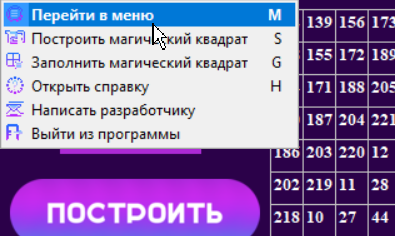 Перейти в меню M
Построить магический квадрат S
Заполнить магический квадрат G
Открыть справку H
Написать разработчику
Выйти из программы
ПОСТРОИТЬ
139 156 173
155 172 189
171 188 205
187 204 221
186 203 220 12
202 219 11 28
218 10 27 44